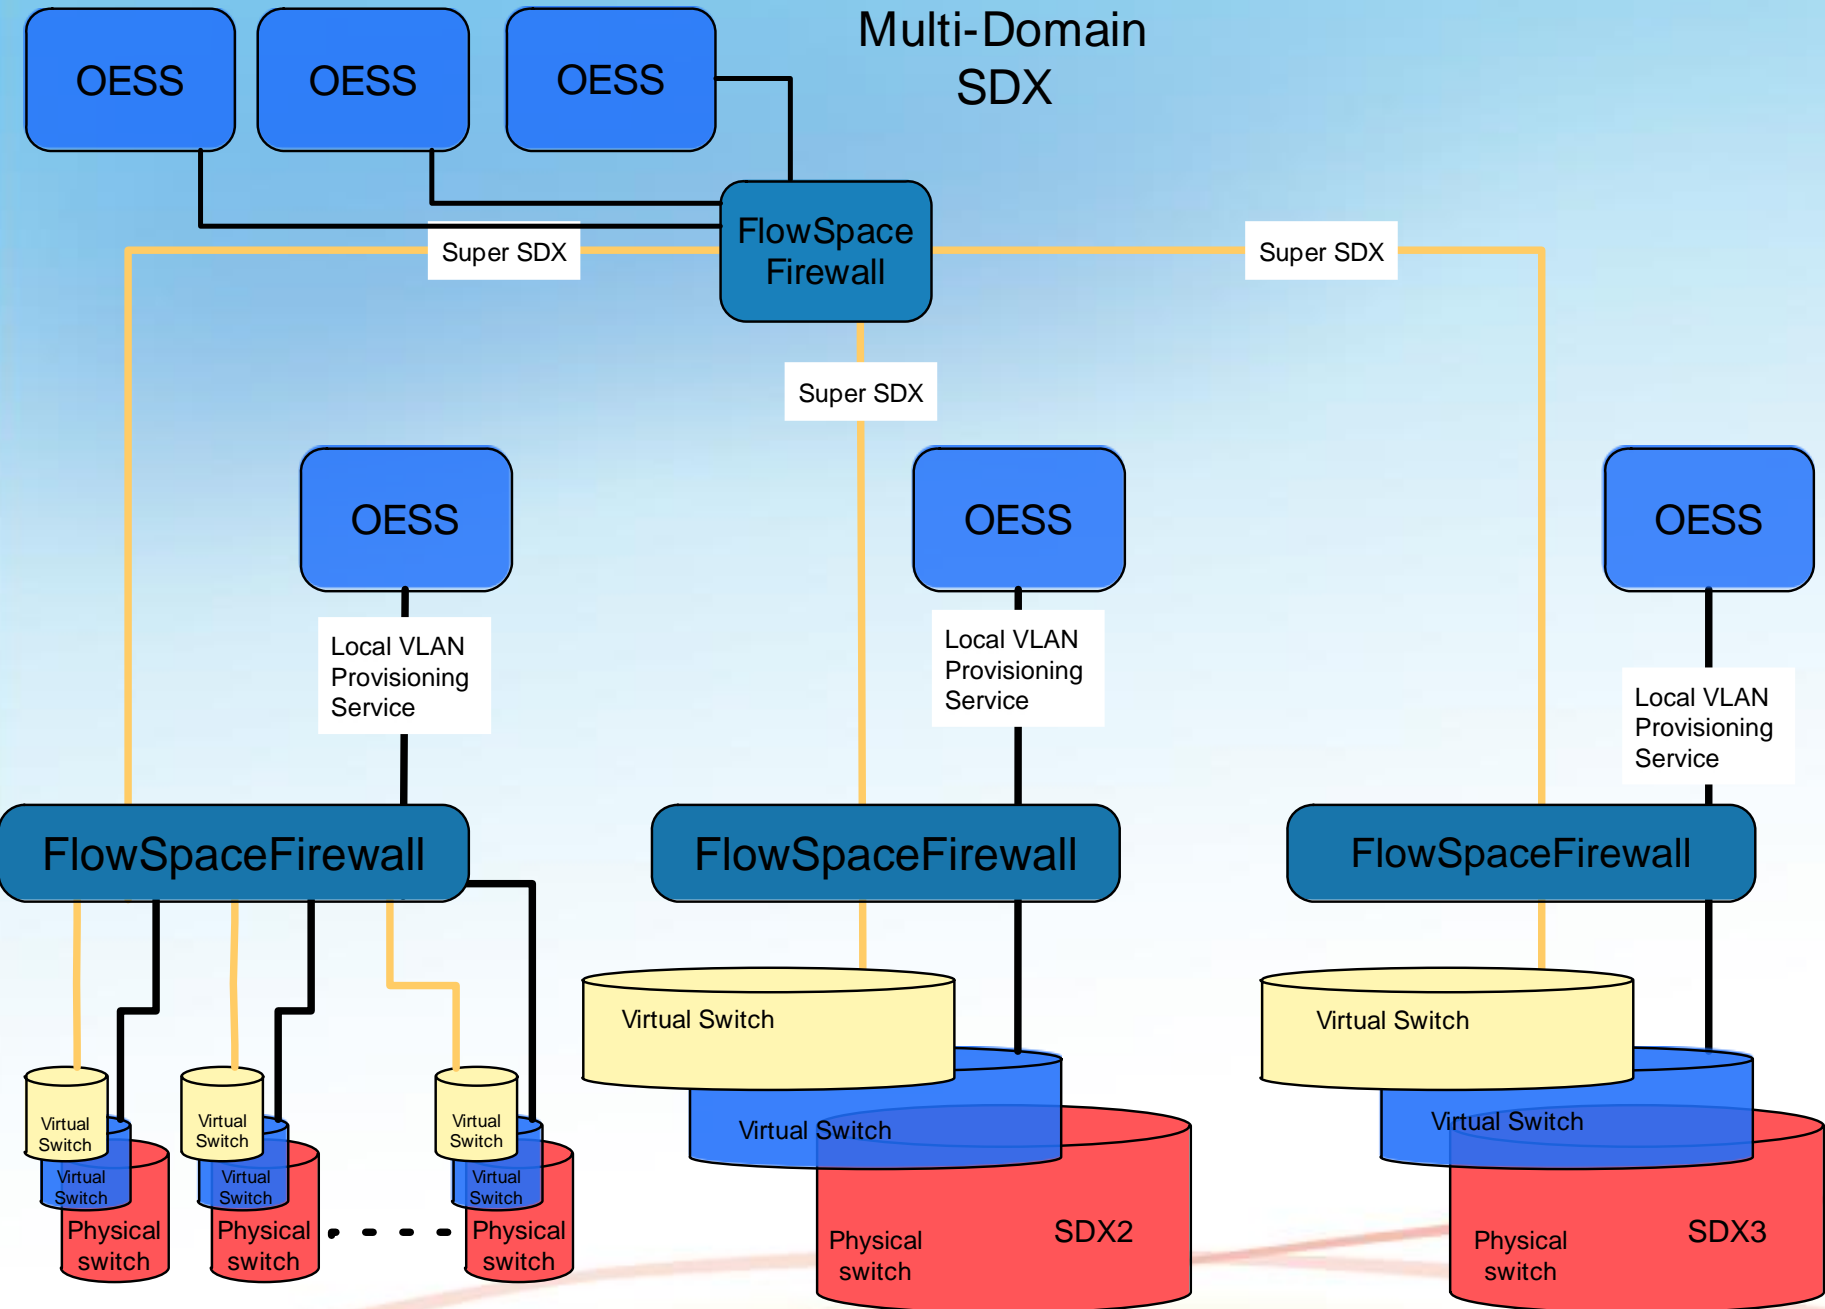 Multi-Domain
SDX
OESS
OESS
OESS
FlowSpace
Firewall
Super SDX
Super SDX
Super SDX
OESS
OESS
OESS
Local VLAN
Provisioning
Service
Local VLAN
Provisioning
Service
Local VLAN
Provisioning
Service
FlowSpaceFirewall
FlowSpaceFirewall
FlowSpaceFirewall
Virtual
Switch
Virtual
Switch
Physical
switch
Virtual
Switch
Virtual
Switch
Physical
switch
Virtual
Switch
Virtual
Switch
Physical
switch
Virtual Switch
Virtual Switch
Physical
switch
SDX2
Virtual Switch
Virtual Switch
Physical
switch
SDX3